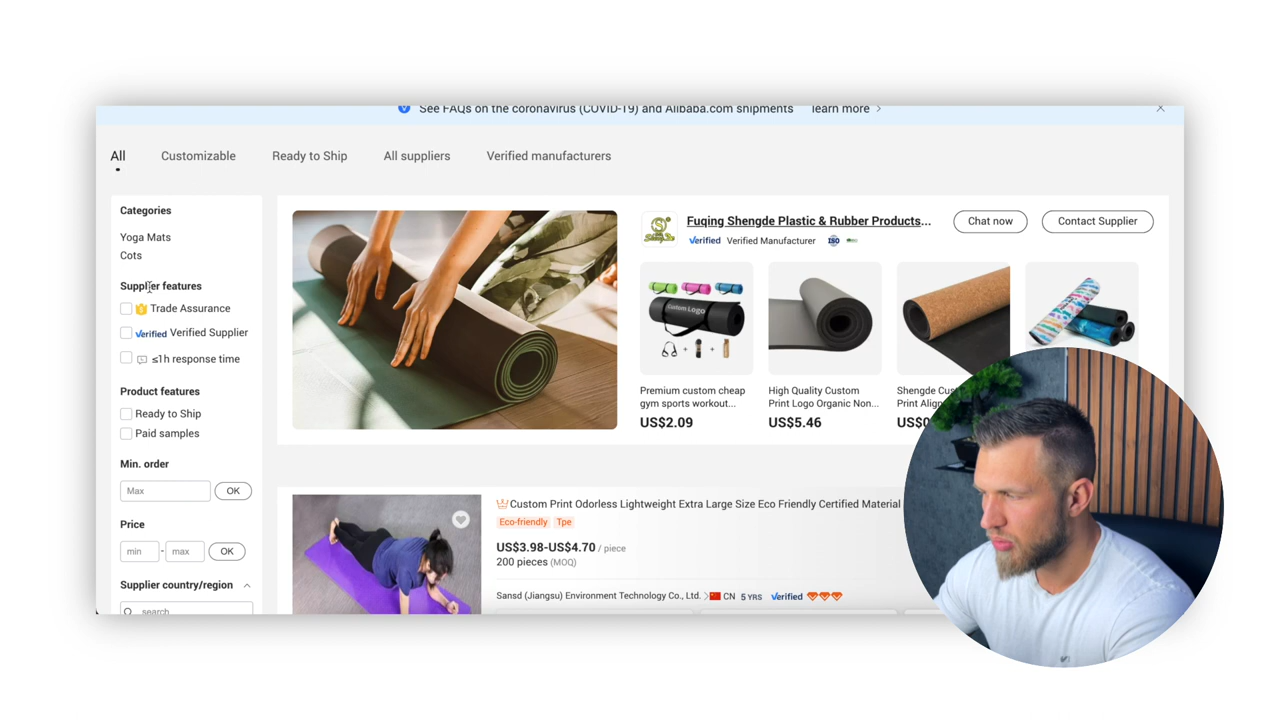 See FAQs on the coronavirus (COVID-19) and Alibaba.com shipments learn more
All Customizable Ready to Ship All suppliers Verified manufacturers
Categories
Yoga Mats
Cots
Supplier features
Trade Assurance
Verified Verified Supplier
≤1h response time
Product features
Ready to Ship
Paid samples
Min. order
Max OK
Price
min - max OK
Supplier country/region
search
Fuqing Shengde Plastic & Rubber Products...
Chat now Contact Supplier
Verified Verified Manufacturer ISO
Custom Logo
Premium custom cheap
gym sports workout...
US$2.09
High Quality Custom
Print Logo Organic Non...
US$5.46
Shengde
Print
US$
Custom Print Odorless Lightweight Extra Large Size Eco Friendly Certified Material
Eco-friendly Tpe
US$3.98-US$4.70 / piece
200 pieces (MOQ)
Sansd (Jiangsu) Environment Technology Co., Ltd. CN 5 YRS Verified